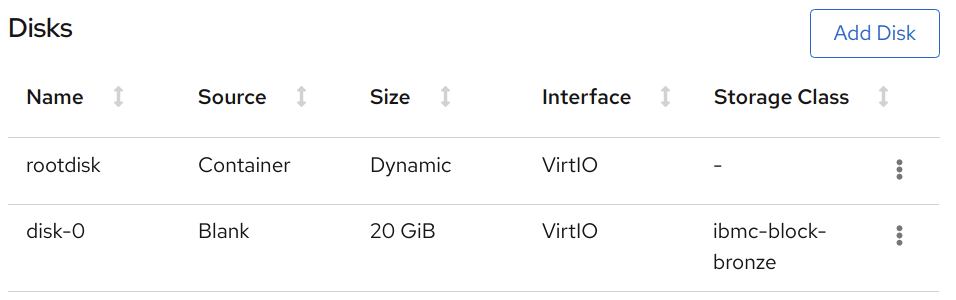 Disks
Add Disk
Name Source Size Interface Storage Class
rootdisk Container Dynamic VirtIO -
disk-0 Blank 20 GiB VirtIO ibmc-block-
bronze